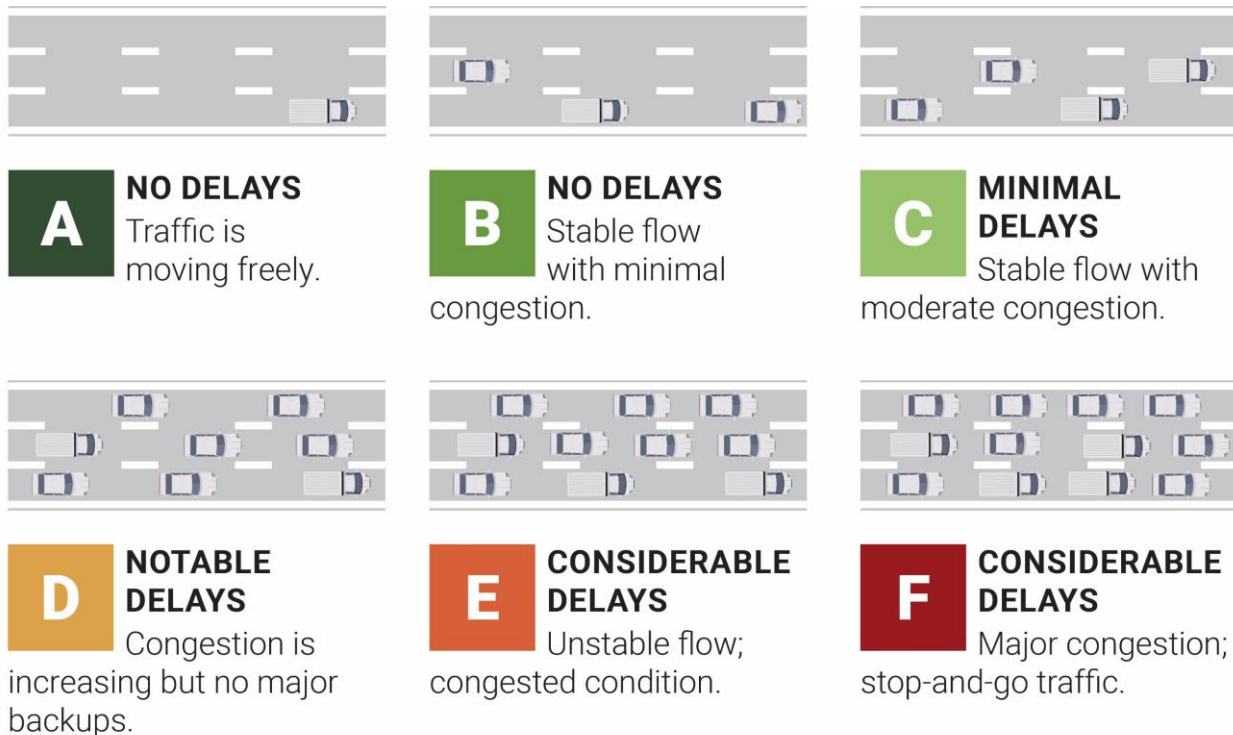 A
NO DELAYS
Traffic is
moving freely.
B
NO DELAYS
Stable flow
with minimal
congestion.
C
MINIMAL
DELAYS
Stable flow with
moderate congestion.
D
NOTABLE
DELAYS
Congestion is
increasing but no major
backups.
E
CONSIDERABLE
DELAYS
Unstable flow;
congested condition.
F
CONSIDERABLE
DELAYS
Major congestion;
stop-and-go traffic.